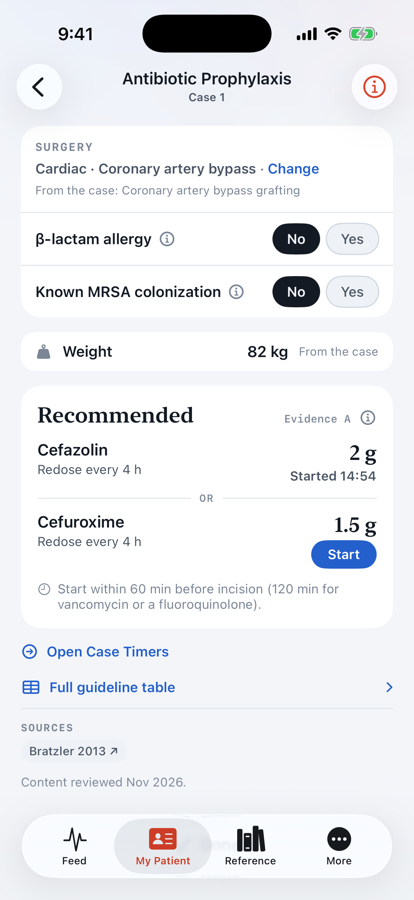 9:41
Antibiotic Prophylaxis
Case 1
SURGERY
Cardiac · Coronary artery bypass · Change
From the case: Coronary artery bypass grafting
β-lactam allergy No Yes
Known MRSA colonization No Yes
Weight 82 kg From the case
Recommended Evidence A
Cefazolin 2 g
Redose every 4 h Started 14:54
OR
Cefuroxime 1.5 g
Redose every 4 h Start
Start within 60 min before incision (120 min for
vancomycin or a fluoroquinolone).
Open Case Timers
Full guideline table
SOURCES
Bratzler 2013 ↗
Content reviewed Nov 2026.
Feed My Patient Reference More